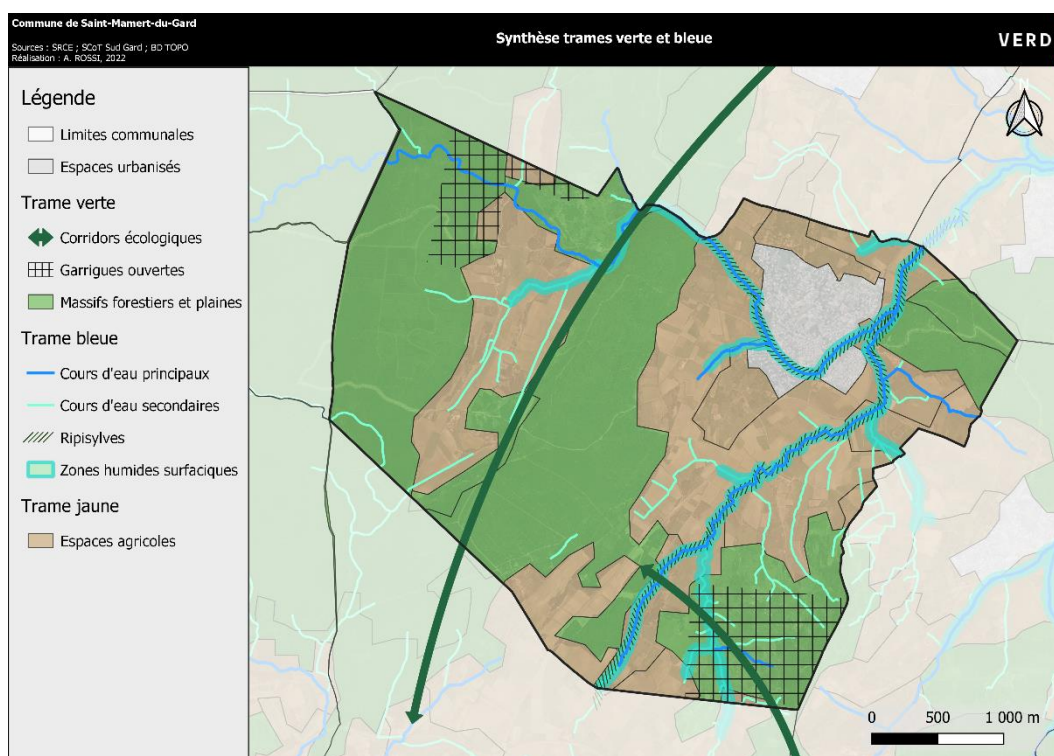 Commune de Saint-Mamert-du-Gard
Sources : SRCE ; SCoT Sud Gard ; BD TOPO
Réalisation : A. ROSSI, 2022
Synthèse trames verte et bleue
VERD
Légende
Limites communales
Espaces urbanisés
Trame verte
Corridors écologiques
Garrigues ouvertes
Massifs forestiers et plaines
Trame bleue
Cours d'eau principaux
Cours d'eau secondaires
Ripisylves
Zones humides surfaciques
Trame jaune
Espaces agricoles
N
0 500 1 000 m